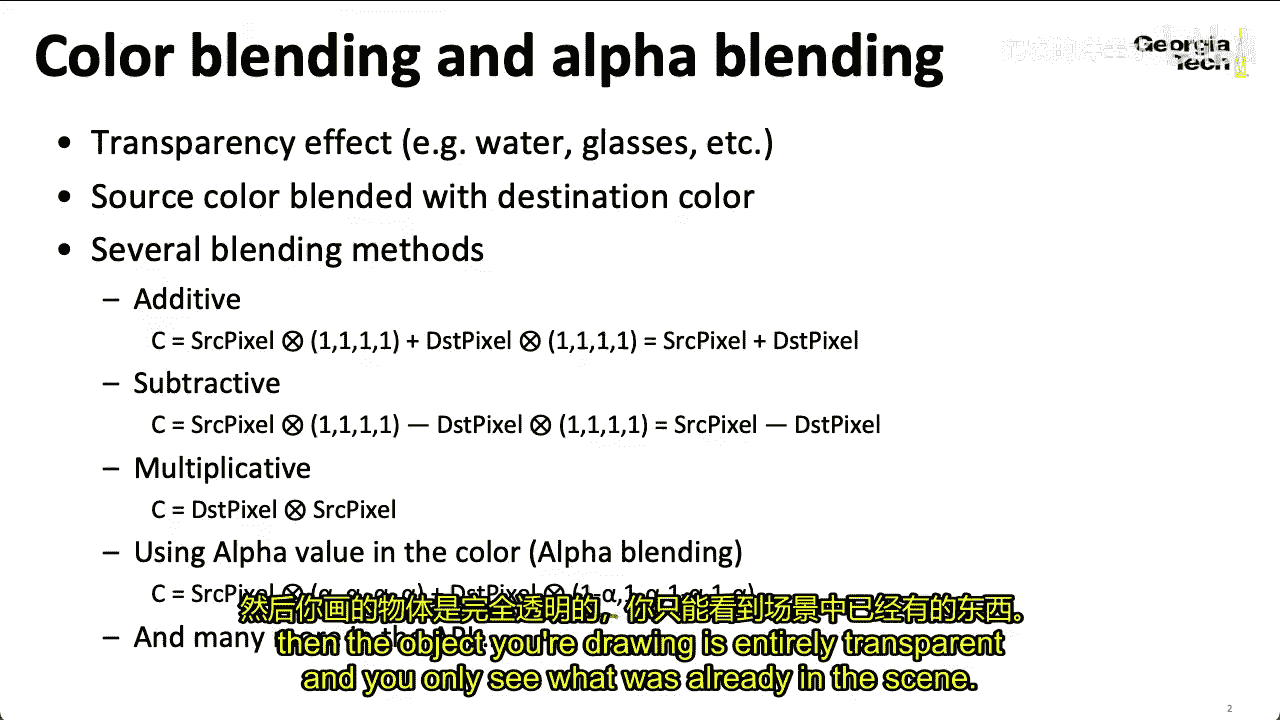 Color blending and alpha blending
Georgia
Tech
• Transparency effect (e.g. water, glasses, etc.)
• Source color blended with destination color
• Several blending methods
– Additive
C = SrcPixel ⊗ (1,1,1,1) + DstPixel ⊗ (1,1,1,1) = SrcPixel + DstPixel
– Subtractive
C = SrcPixel ⊗ (1,1,1,1) — DstPixel ⊗ (1,1,1,1) = SrcPixel — DstPixel
– Multiplicative
C = DstPixel ⊗ SrcPixel
– Using Alpha value in the color (Alpha blending)
C = SrcPixel ⊗ (α, α, α, α) + DstPixel ⊗ (1-α,1-α,1-α,1-α)
然后你画的物体是完全透明的，你只能看到场景中已经有的东西。
– And many
then the object you're drawing is entirely transparent
and you only see what was already in the scene.
2